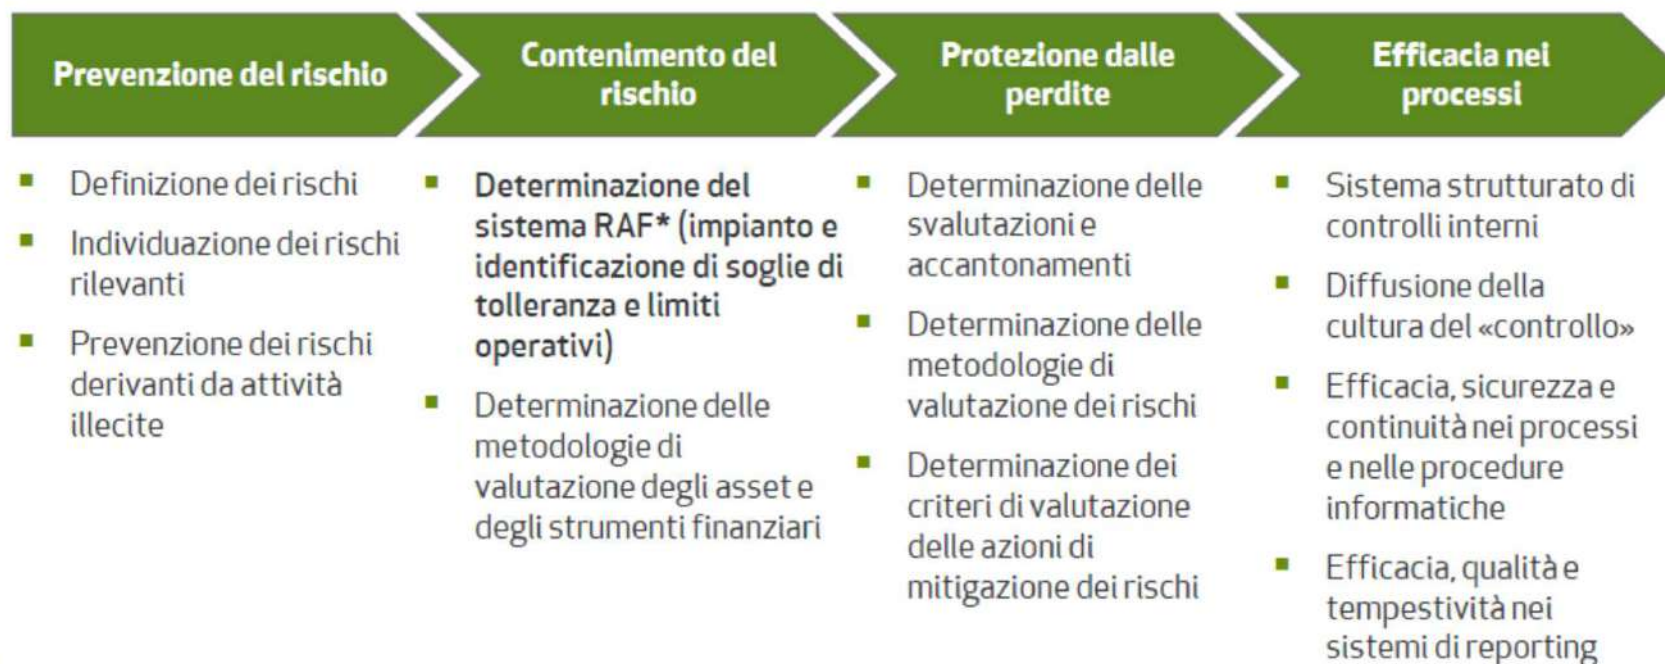 Prevenzione del rischio
Contenimento del
rischio
Protezione dalle
perdite
Efficacia nei
processi
▪ Definizione dei rischi
▪ Individuazione dei rischi
rilevanti
▪ Prevenzione dei rischi
derivanti da attività
illecite
▪ Determinazione del
sistema RAF* (impianto e
identificazione di soglie di
tolleranza e limiti
operativi)
▪ Determinazione delle
metodologie di
valutazione degli asset e
degli strumenti finanziari
▪ Determinazione delle
svalutazioni e
accantonamenti
▪ Determinazione delle
metodologie di
valutazione dei rischi
▪ Determinazione dei
criteri di valutazione
delle azioni di
mitigazione dei rischi
▪ Sistema strutturato di
controlli interni
▪ Diffusione della
cultura del «controllo»
▪ Efficacia, sicurezza e
continuità nei processi
e nelle procedure
informatiche
▪ Efficacia, qualità e
tempestività nei
sistemi di reporting